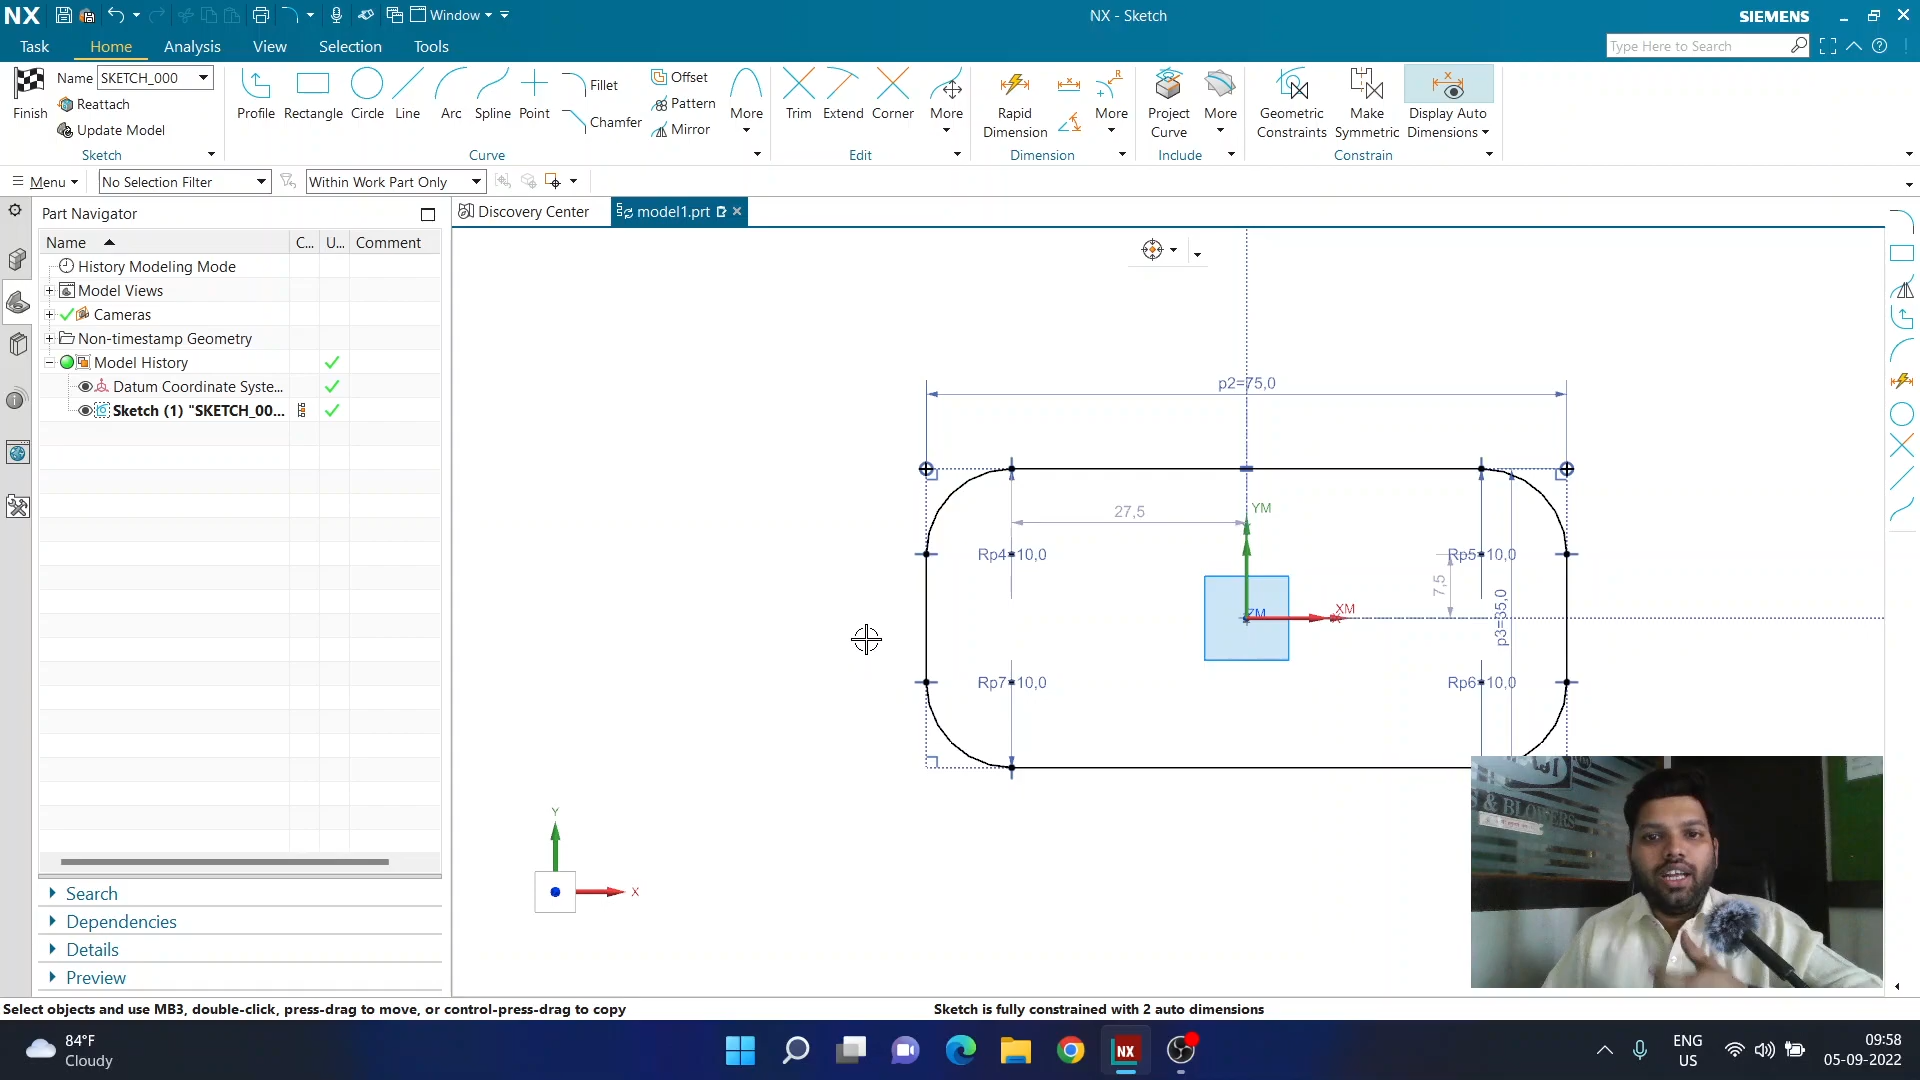 NX
Window
NX - Sketch
SIEMENS
Task
Home
Analysis
View
Selection
Tools
Type Here to Search
Finish
Name
SKETCH_000
Reattach
Update Model
Sketch
Profile
Rectangle
Circle
Line
Arc
Spline
Point
Fillet
Chamfer
Offset
Pattern
Mirror
More
Curve
Trim
Extend
Corner
More
Edit
Rapid
Dimension
More
Dimension
Project
Curve
More
Include
Geometric
Constraints
Make
Symmetric
Display Auto
Dimensions
Constrain
Menu
No Selection Filter
Within Work Part Only
Part Navigator
Discovery Center
model1.prt
Name
C...
U...
Comment
History Modeling Mode
Model Views
Cameras
Non-timestamp Geometry
Model History
Datum Coordinate Syste...
Sketch (1) "SKETCH_00...
p2=75,0
27,5
YM
Rp4=10,0
Rp5=10,0
7,5
p3=35,0
ZM
XM
Rp7=10,0
Rp6=10,0
Y
X
S & BLOWERS
Search
Dependencies
Details
Preview
Select objects and use MB3, double-click, press-drag to move, or control-press-drag to copy
Sketch is fully constrained with 2 auto dimensions
84°F
Cloudy
NX
ENG
US
09:58
05-09-2022